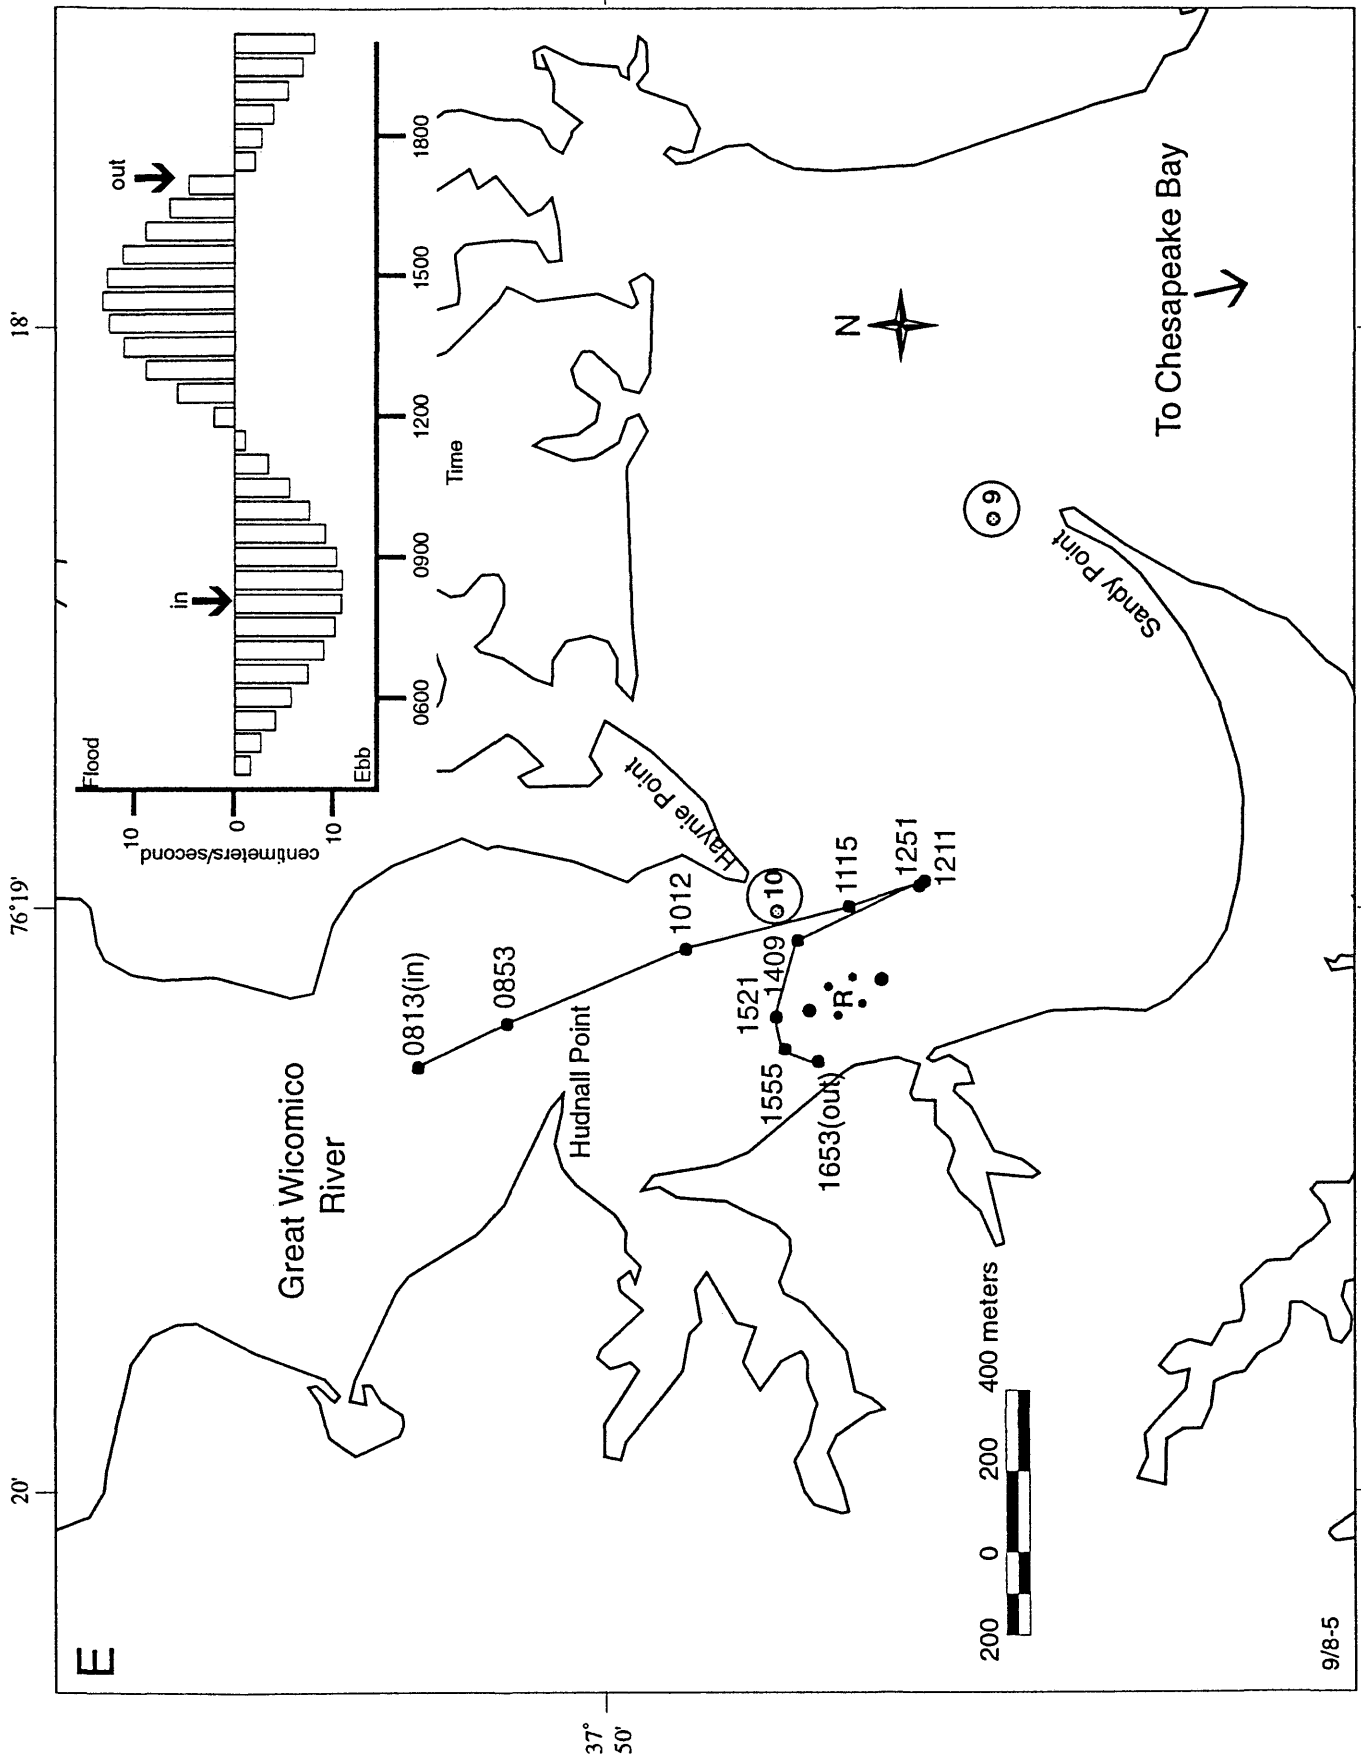 E
20'
76°19'
18'
37°
50'
Flood
Ebb
10
0
10
centimeters/second
in
out
0600
0900
1200
1500
1800
Time
Great Wicomico
River
0813(in)
0853
Hudnall Point
1012
Haynie Point
10
1115
1251
1211
1409
1521
1555
1653(out)
R
N
9
Sandy Point
To Chesapeake Bay
200
0
200
400 meters
9/8-5